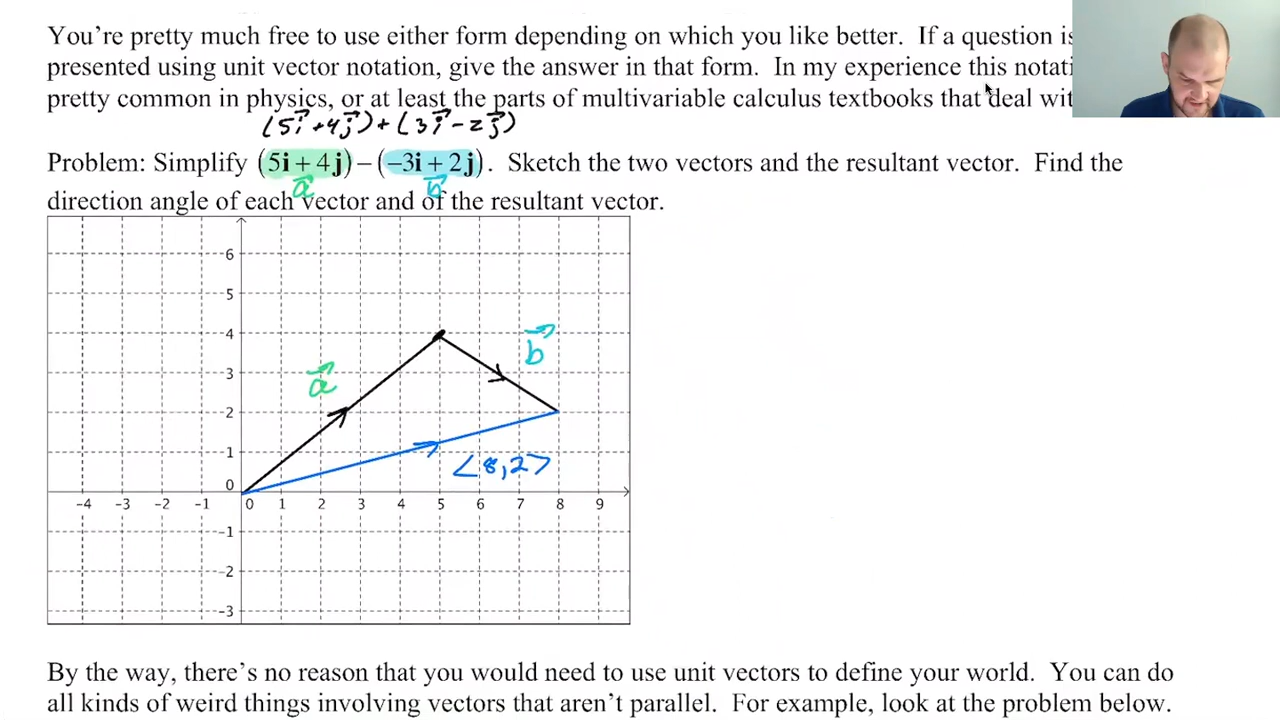 You're pretty much free to use either form depending on which you like better. If a question is
presented using unit vector notation, give the answer in that form. In my experience this notati
pretty common in physics, or at least the parts of multivariable calculus textbooks that deal wit
(5i⃗ + 4j⃗) + (3i⃗ - 2j⃗)
Problem: Simplify (5i + 4j) − (−3i + 2j). Sketch the two vectors and the resultant vector. Find the
a⃗ b⃗
direction angle of each vector and of the resultant vector.
6
5
4
b⃗
3
a⃗
2
1
<8,2>
0
-4 -3 -2 -1 0 1 2 3 4 5 6 7 8 9
-1
-2
-3
By the way, there's no reason that you would need to use unit vectors to define your world. You can do
all kinds of weird things involving vectors that aren't parallel. For example, look at the problem below.